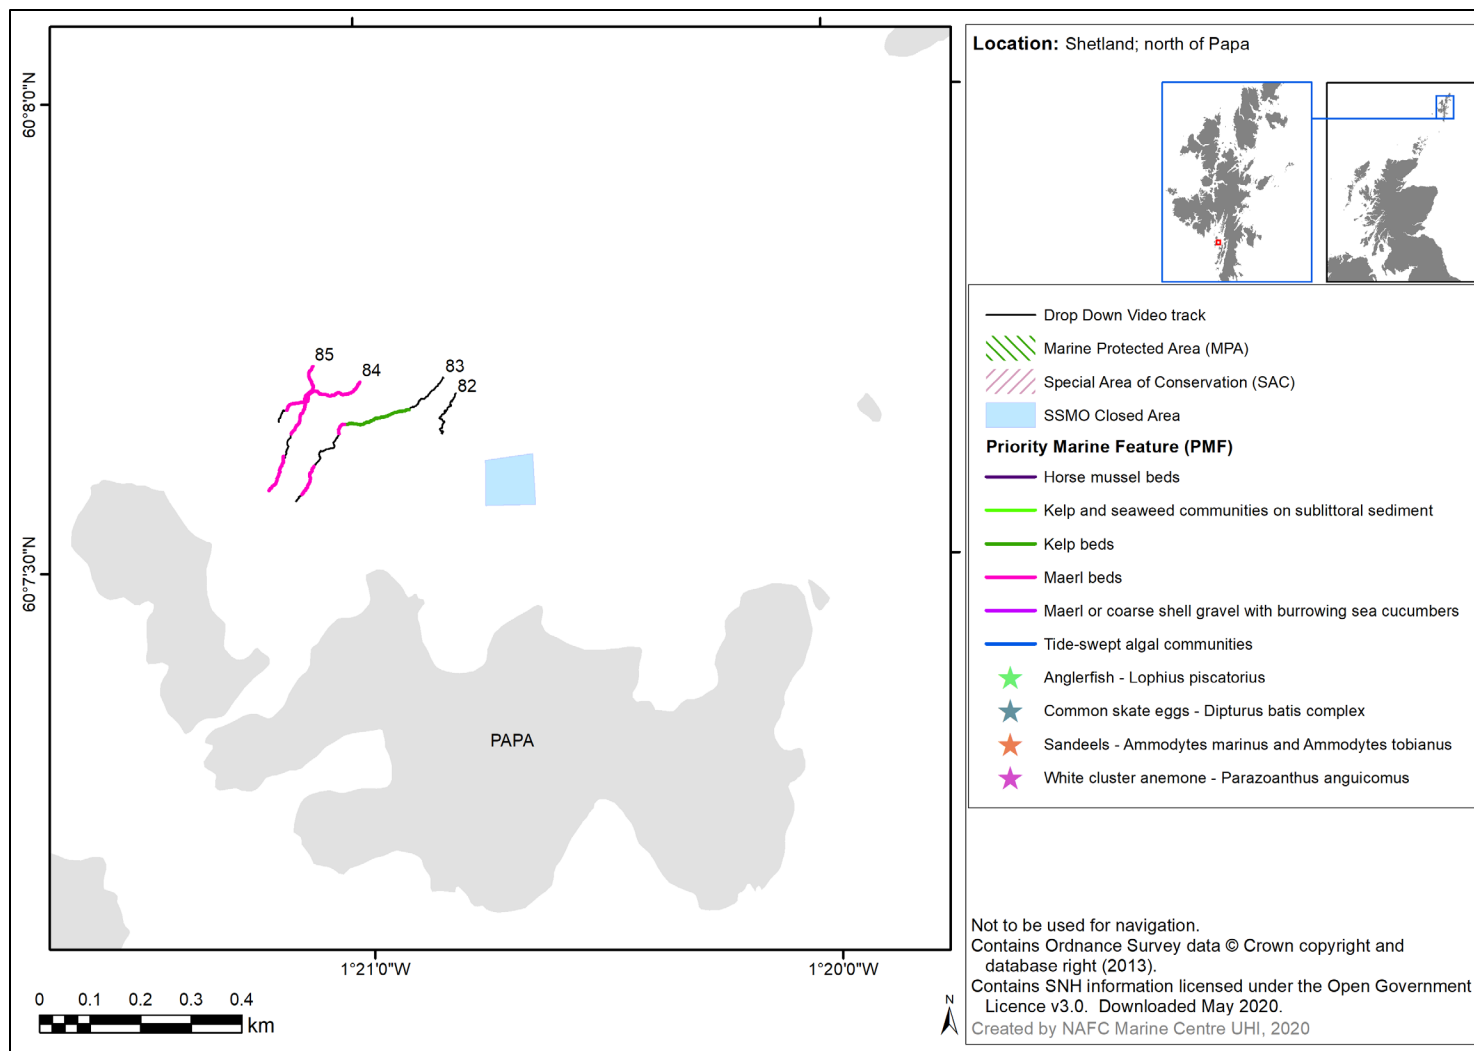 Location: Shetland; north of Papa
60°8'0"N
60°7'30"N
85
84
83
82
PAPA
1°21'0"W
1°20'0"W
0 0.1 0.2 0.3 0.4
km
N
Drop Down Video track
Marine Protected Area (MPA)
Special Area of Conservation (SAC)
SSMO Closed Area
Priority Marine Feature (PMF)
Horse mussel beds
Kelp and seaweed communities on sublittoral sediment
Kelp beds
Maerl beds
Maerl or coarse shell gravel with burrowing sea cucumbers
Tide-swept algal communities
Anglerfish - Lophius piscatorius
Common skate eggs - Dipturus batis complex
Sandeels - Ammodytes marinus and Ammodytes tobianus
White cluster anemone - Parazoanthus anguicomus
Not to be used for navigation.
Contains Ordnance Survey data © Crown copyright and
database right (2013).
Contains SNH information licensed under the Open Government
Licence v3.0.  Downloaded May 2020.
Created by NAFC Marine Centre UHI, 2020